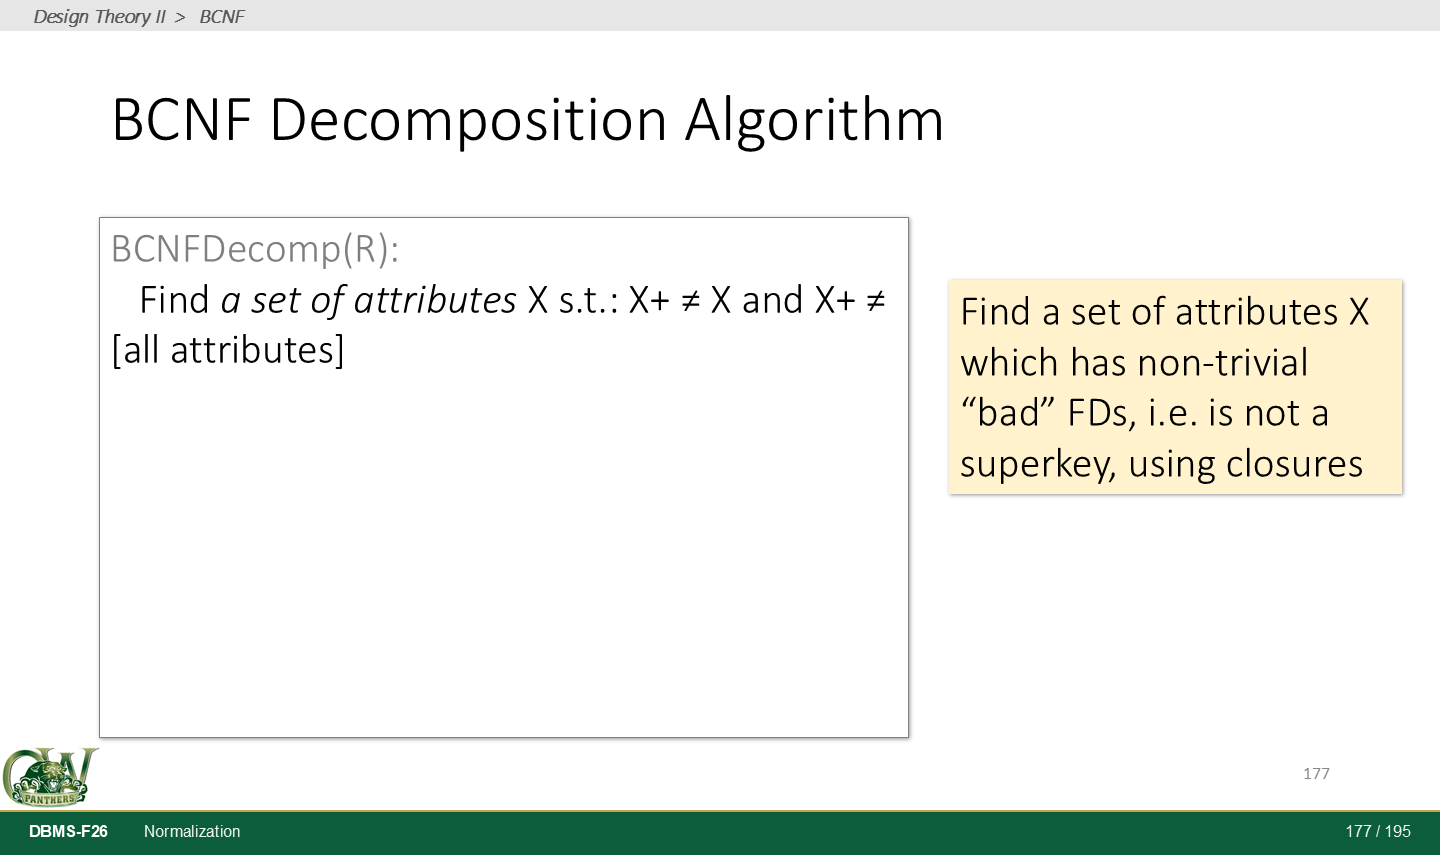 Design Theory II > BCNF
BCNF Decomposition Algorithm
BCNFDecomp(R):
Find a set of attributes X s.t.: X+ ≠ X and X+ ≠
[all attributes]
Find a set of attributes X
which has non-trivial
“bad” FDs, i.e. is not a
superkey, using closures
PANTHERS
177
DBMS-F26 Normalization 177 / 195